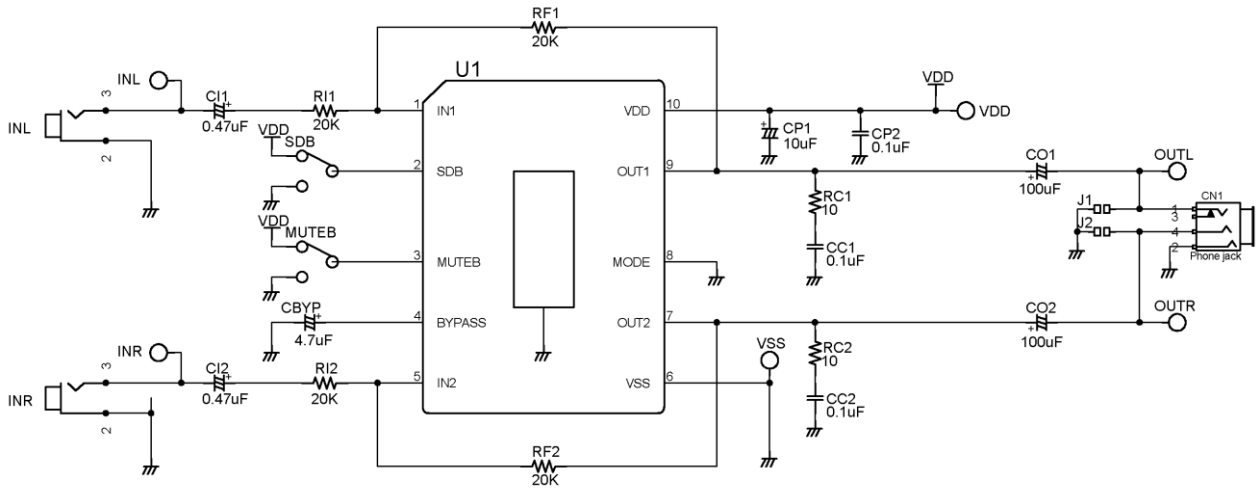 RF1
20K
U1
INL
3
CI1
+
0.47uF
RI1
20K
1
IN1
VDD
10
VDD
VDD
INL
2
+
CP1
10uF
CP2
0.1uF
VDD
SDB
2
SDB
OUT1
9
CO1
+
100uF
OUTL
RC1
10
J1
J2
CN1
1
3
4
2
Phone jack
VDD
MUTEB
3
MUTEB
MODE
8
CC1
0.1uF
CBYP
+
4.7uF
4
BYPASS
OUT2
7
CO2
+
100uF
OUTR
INR
3
CI2
+
0.47uF
RI2
20K
5
IN2
VSS
6
VSS
RC2
10
INR
2
CC2
0.1uF
RF2
20K